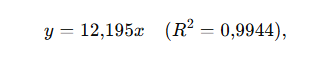 y = 12,195x (R² = 0,9944),